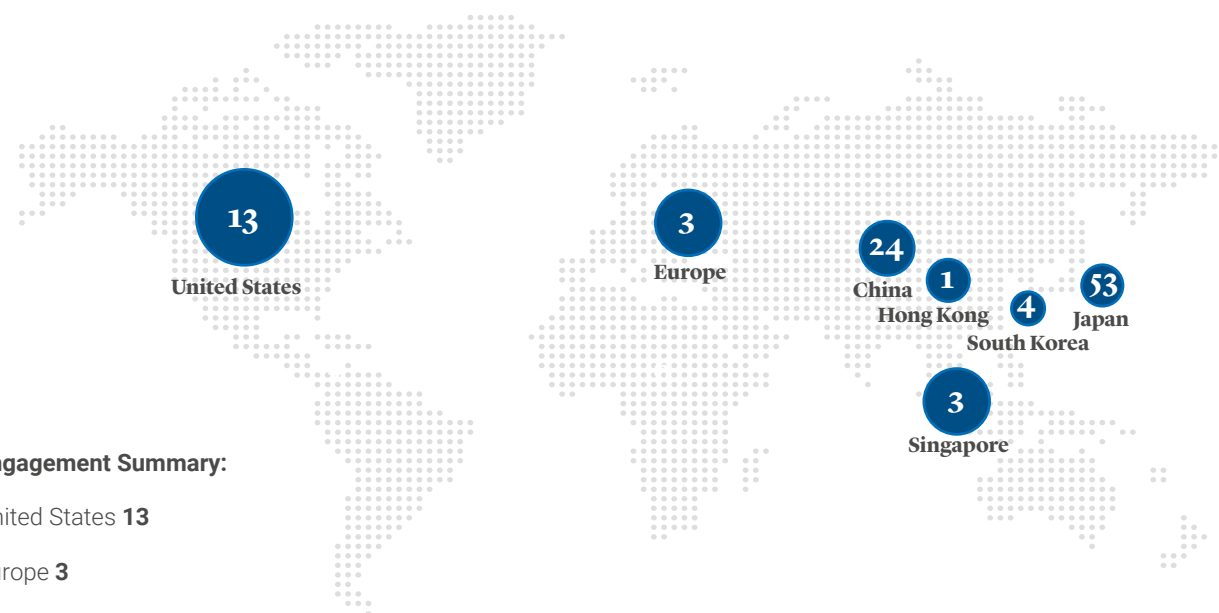 13
United States
3
Europe
24
China
1
Hong Kong
4
South Korea
53
Japan
3
Singapore
ngagement Summary:
nited States 13
urope 3